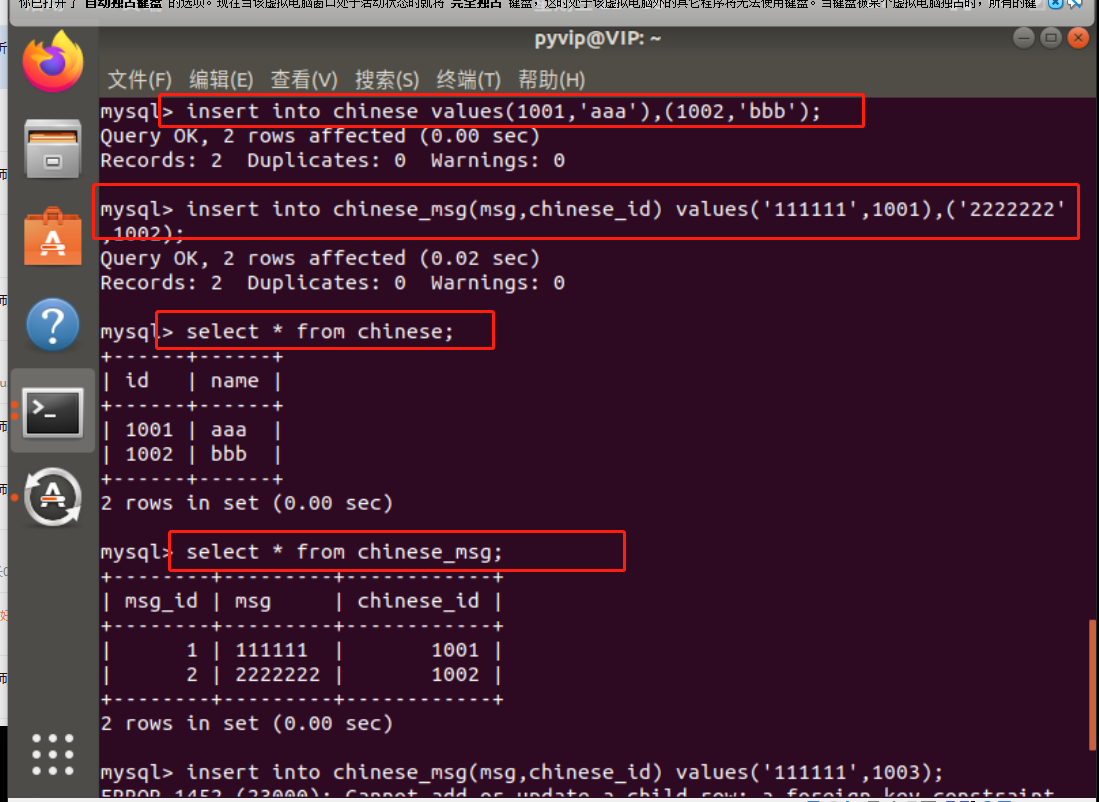 你已打开了 自动独占键盘 的选项。现在当该虚拟电脑窗口处于活动状态时就将 完全独占 键盘，这时处于该虚拟电脑外的其它程序将无法使用键盘。当键盘被某个虚拟电脑独占时，所有的键
pyvip@VIP: ~
文件(F) 编辑(E) 查看(V) 搜索(S) 终端(T) 帮助(H)
mysql> insert into chinese values(1001,'aaa'),(1002,'bbb');
Query OK, 2 rows affected (0.00 sec)
Records: 2  Duplicates: 0  Warnings: 0
mysql> insert into chinese_msg(msg,chinese_id) values('111111',1001),('2222222'
,1002);
Query OK, 2 rows affected (0.02 sec)
Records: 2  Duplicates: 0  Warnings: 0
mysql> select * from chinese;
+------+------+
| id   | name |
+------+------+
| 1001 | aaa  |
| 1002 | bbb  |
+------+------+
2 rows in set (0.00 sec)
mysql> select * from chinese_msg;
+--------+---------+------------+
| msg_id | msg     | chinese_id |
+--------+---------+------------+
|      1 | 111111  |       1001 |
|      2 | 2222222 |       1002 |
+--------+---------+------------+
2 rows in set (0.00 sec)
mysql> insert into chinese_msg(msg,chinese_id) values('111111',1003);
ERROR 1452 (23000): Cannot add or update a child row: a foreign key constraint